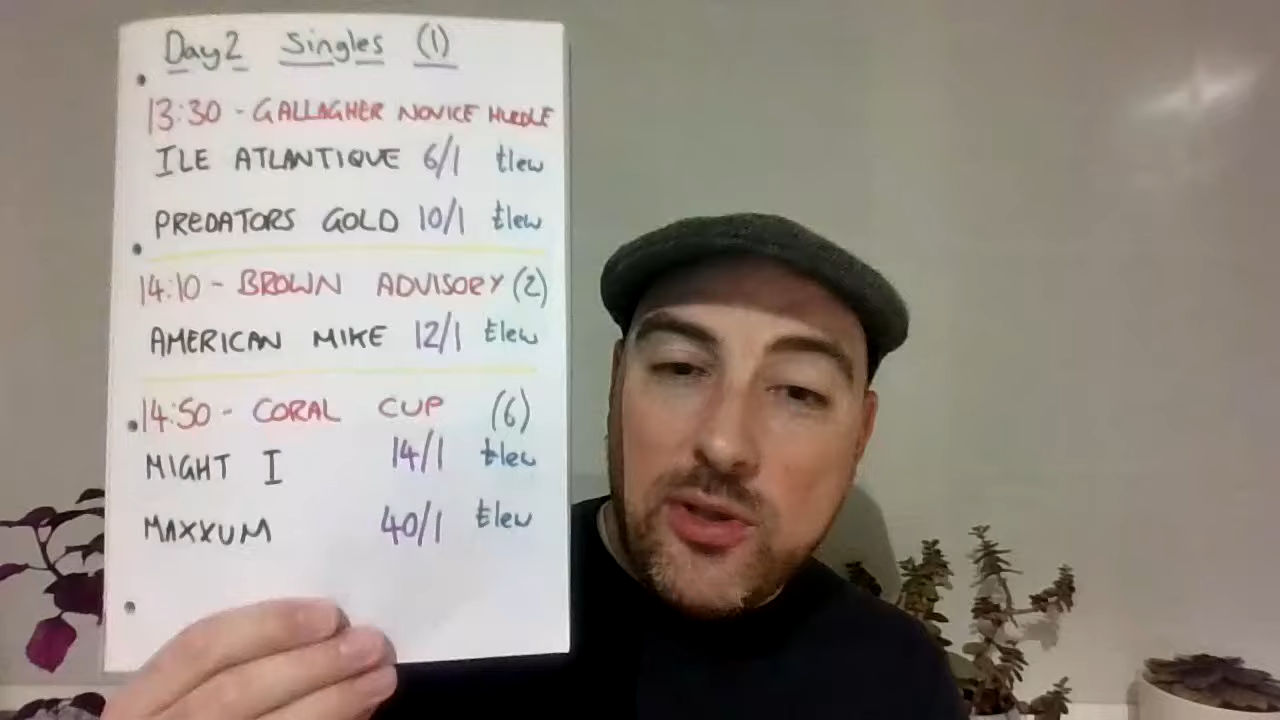 Day 2 Singles (1)
13:30 - GALLAGHER NOVICE HURDLE
ILE ATLANTIQUE 6/1 £1ew
PREDATORS GOLD 10/1 £1ew
14:10 - BROWN ADVISORY (2)
AMERICAN MIKE 12/1 £1ew
14:50 - CORAL CUP (6)
MIGHT I 14/1 £1ew
MAXXUM 40/1 £1ew